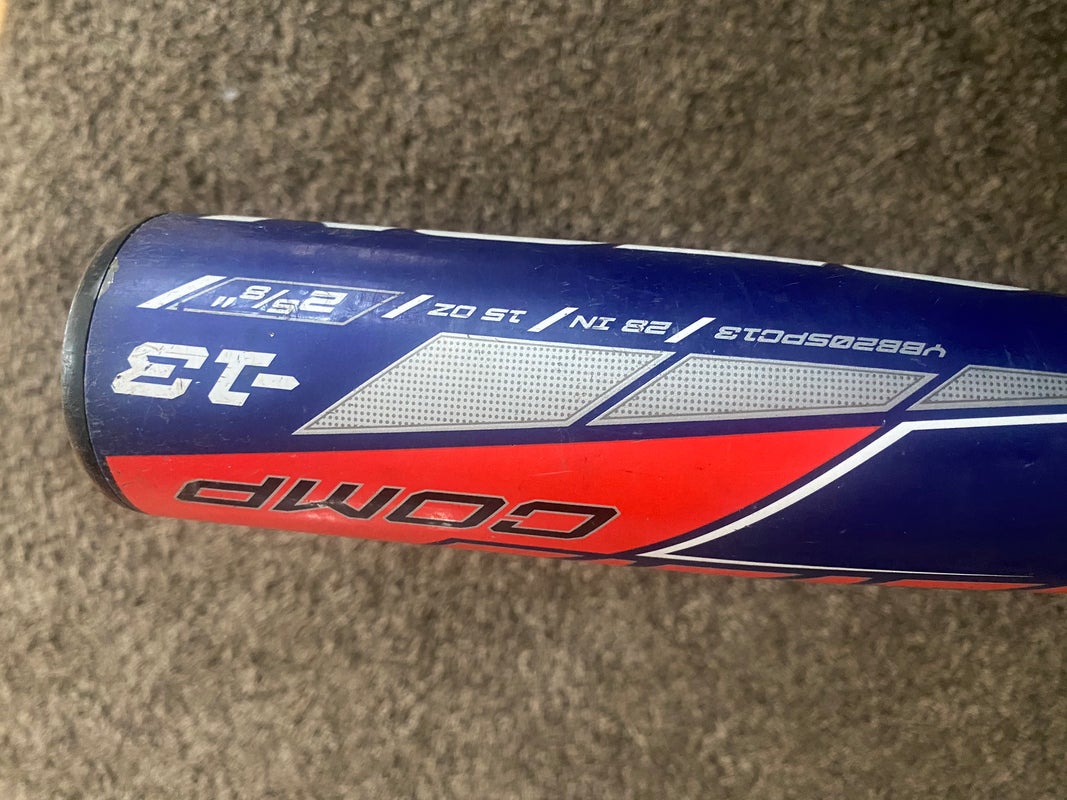 COMP
-13
YBB20SPC13 / 28 IN / 15 OZ / 2 5/8 "